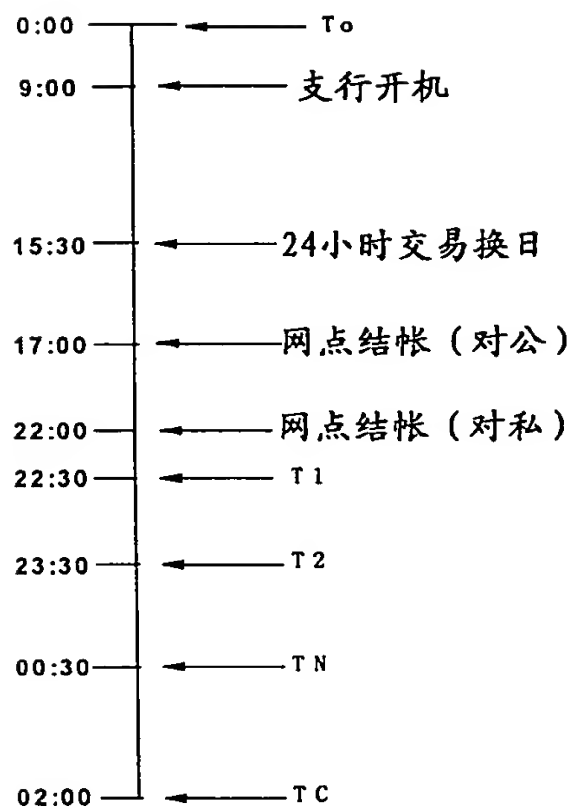 0:00 To
9:00 支行开机
15:30 24小时交易换日
17:00 网点结帐（对公）
22:00 网点结帐（对私）
22:30 T1
23:30 T2
00:30 TN
02:00 TC